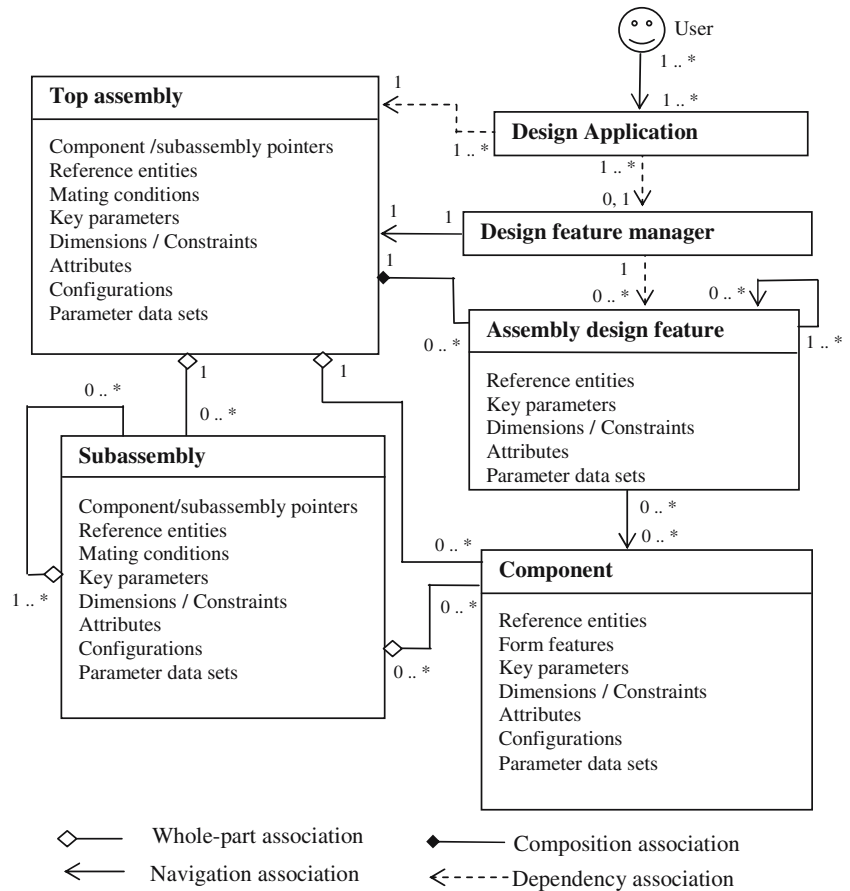 User
1 .. *
1 .. *
Top assembly
Component /subassembly pointers
Reference entities
Mating conditions
Key parameters
Dimensions / Constraints
Attributes
Configurations
Parameter data sets
1
1 .. *
Design Application
1 .. *
0, 1
1
1
Design feature manager
1
0 .. *
1
0 .. *
0 .. *
1 .. *
Assembly design feature
Reference entities
Key parameters
Dimensions / Constraints
Attributes
Parameter data sets
1
0 .. *
1
0 .. *
1 .. *
Subassembly
Component/subassembly pointers
Reference entities
Mating conditions
Key parameters
Dimensions / Constraints
Attributes
Configurations
Parameter data sets
0 .. *
0 .. *
0 .. *
0 .. *
0 .. *
Component
Reference entities
Form features
Key parameters
Dimensions / Constraints
Attributes
Configurations
Parameter data sets
Whole-part association
Composition association
Navigation association
Dependency association